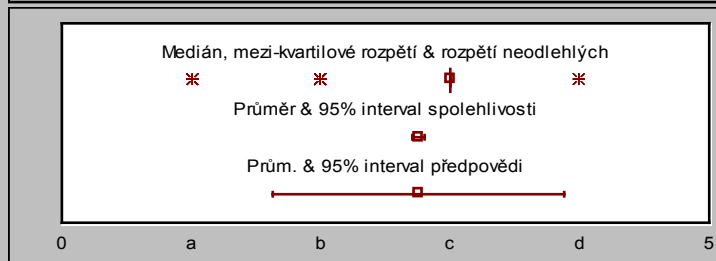 Medián, mezi-kvartilové rozpětí & rozpětí neodlehlých
Průměr & 95% interval spolehlivosti
Prům. & 95% interval předpovědi
0 a b c d 5